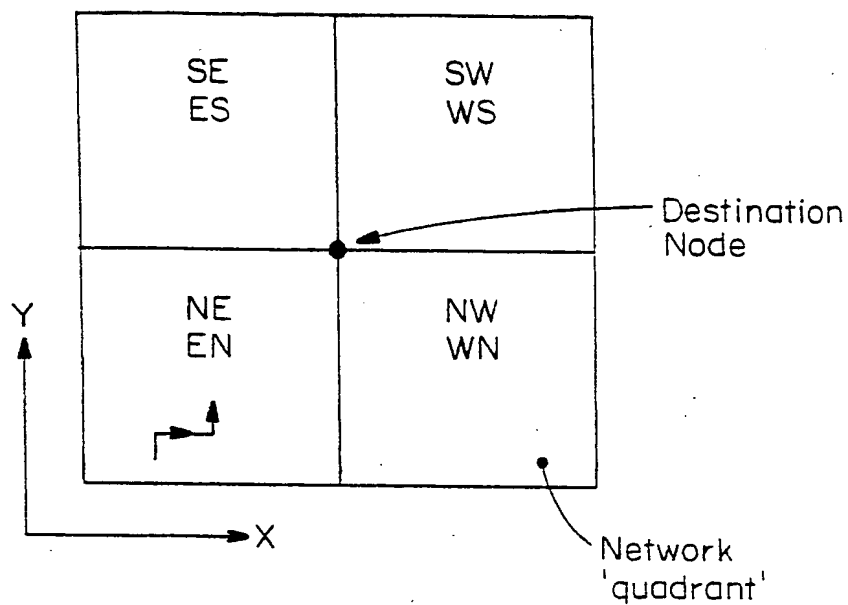 SE
ES
SW
WS
Destination
Node
NE
EN
NW
WN
Y
X
Network
'quadrant'